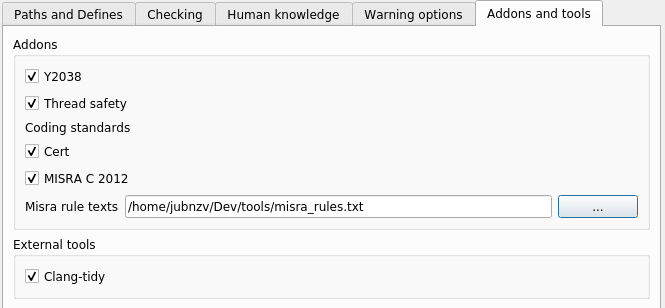 Paths and Defines Checking Human knowledge Warning options Addons and tools
Addons
Y2038
Thread safety
Coding standards
Cert
MISRA C 2012
Misra rule texts /home/jubnzv/Dev/tools/misra_rules.txt ...
External tools
Clang-tidy